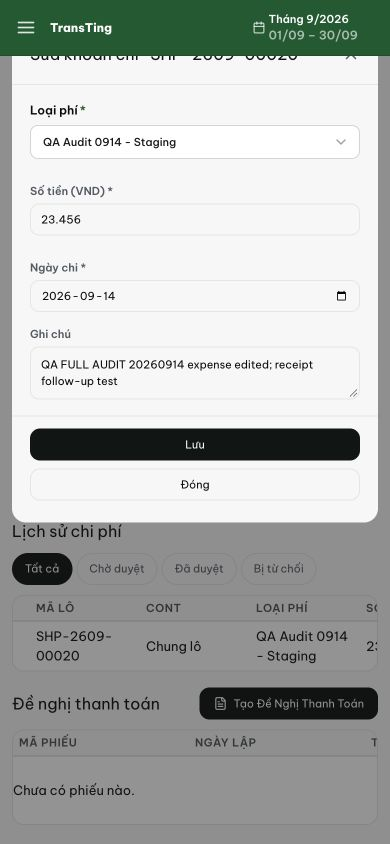 TransTing
Tháng 9/2026
01/09 – 30/09
Sửa khoản chi · SHP-2609-00020
Loại phí *
QA Audit 0914 - Staging
Số tiền (VND) *
23.456
Ngày chi *
2026-09-14
Ghi chú
QA FULL AUDIT 20260914 expense edited; receipt
follow-up test
Lưu
Đóng
Lịch sử chi phí
Tất cả
Chờ duyệt
Đã duyệt
Bị từ chối
MÃ LÔ CONT LOẠI PHÍ
SHP-2609-
00020
Chung lô
QA Audit 0914
- Staging
Đề nghị thanh toán
Tạo Đề Nghị Thanh Toán
MÃ PHIẾU NGÀY LẬP
Chưa có phiếu nào.